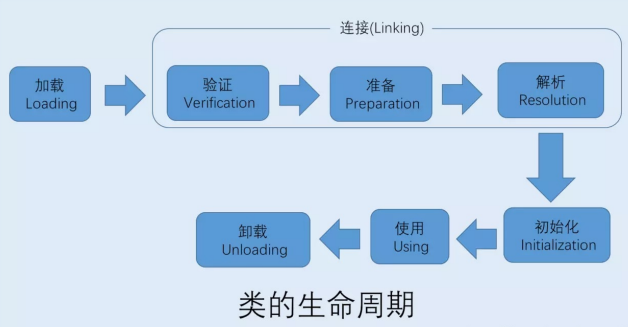 连接(Linking)
加载
Loading
验证
Verification
准备
Preparation
解析
Resolution
初始化
Initialization
使用
Using
卸载
Unloading
类的生命周期